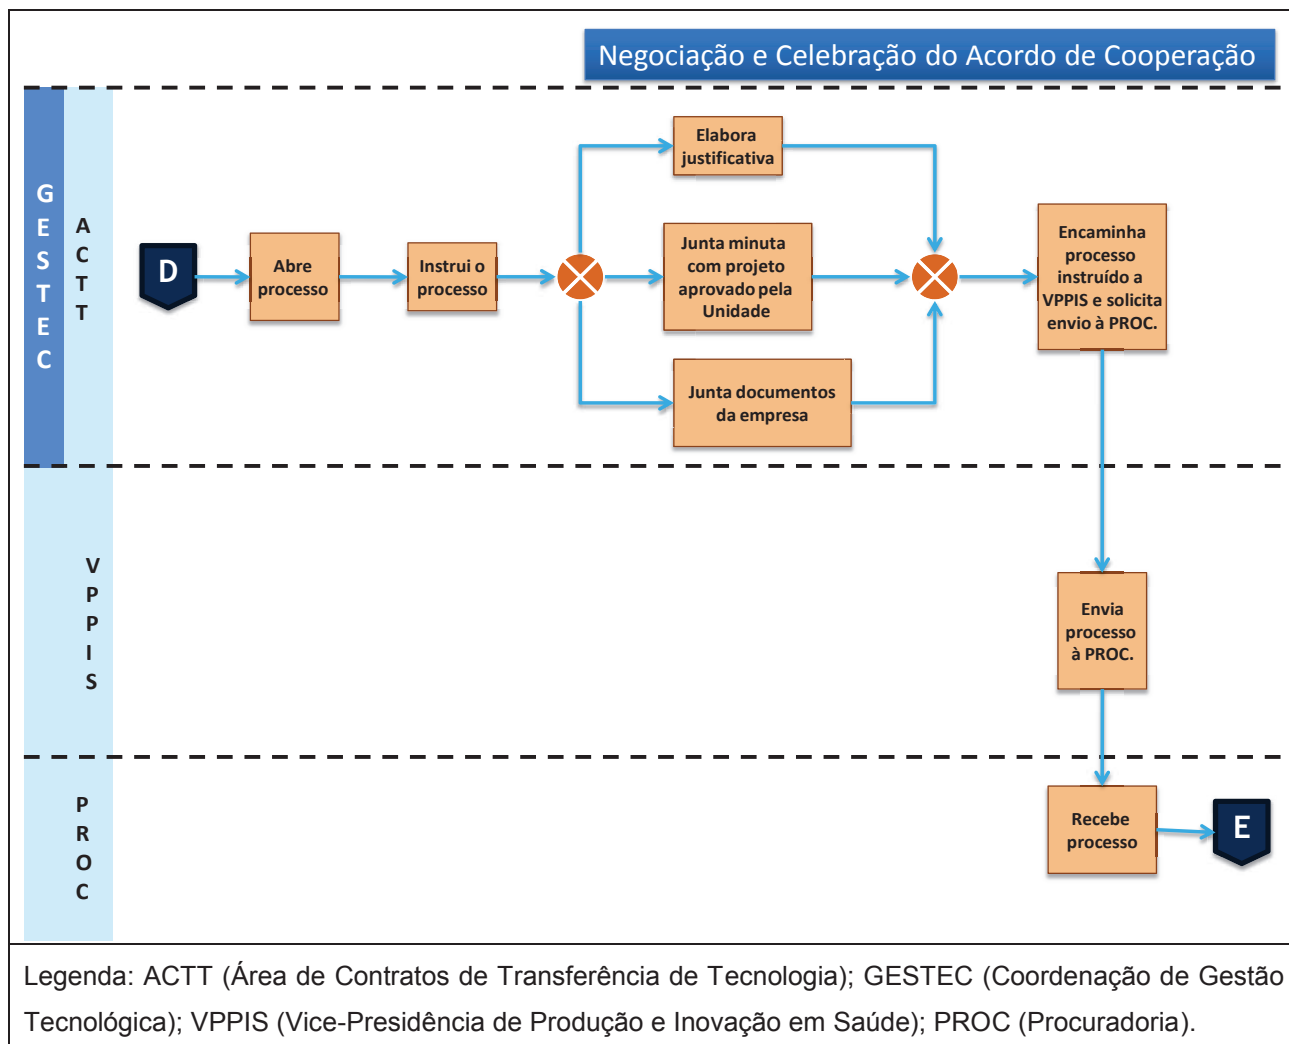 Negociação e Celebração do Acordo de Cooperação
G
E
S
T
E
C
A
C
T
T
D
Abre
processo
Instrui o
processo
Elabora
justificativa
Junta minuta
com projeto
aprovado pela
Unidade
Junta documentos
da empresa
Encaminha
processo
instruído a
VPPIS e solicita
envio à PROC.
V
P
P
I
S
Envia
processo
à PROC.
P
R
O
C
Recebe
processo
E
Legenda: ACTT (Área de Contratos de Transferência de Tecnologia); GESTEC (Coordenação de Gestão
Tecnológica); VPPIS (Vice-Presidência de Produção e Inovação em Saúde); PROC (Procuradoria).